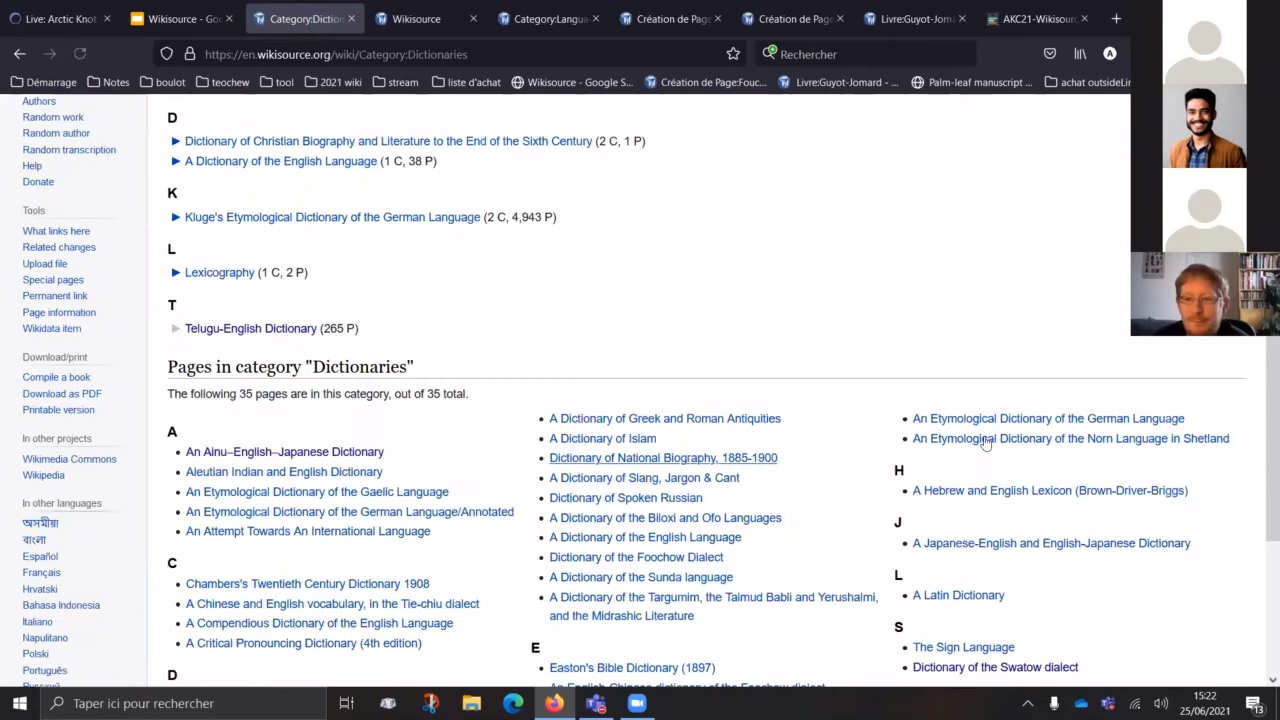 Live: Arctic Knot
Wikisource - Go
Category:Diction
Wikisource
Category:Langua
Création de Page
Création de Par
Livre:Guyot-Joma
AKC21-Wikisourc
https://en.wikisource.org/wiki/Category:Dictionaries
Rechercher
A
Démarrage
Notes
boulot
teochew
tool
2021 wiki
stream
liste d'achat
Wikisource - Google S...
Création de Page:Fouc...
Livre:Guyot-Jomard - ...
Palm-leaf manuscript ...
achat outsideLin
Authors
Random work
Random author
Random transcription
Help
Donate
Tools
What links here
Related changes
Upload file
Special pages
Permanent link
Page information
Wikidata item
Download/print
Compile a book
Download as PDF
Printable version
In other projects
Wikimedia Commons
Wikipedia
In other languages
অসমীয়া
বাংলা
Español
Français
Hrvatski
Bahasa Indonesia
Italiano
Napulitano
Polski
Português
Русский
D
Dictionary of Christian Biography and Literature to the End of the Sixth Century (2 C, 1 P)
A Dictionary of the English Language (1 C, 38 P)
K
Kluge's Etymological Dictionary of the German Language (2 C, 4,943 P)
L
Lexicography (1 C, 2 P)
T
Telugu-English Dictionary (265 P)
Pages in category "Dictionaries"
The following 35 pages are in this category, out of 35 total.
A
An Ainu–English–Japanese Dictionary
Aleutian Indian and English Dictionary
An Etymological Dictionary of the Gaelic Language
An Etymological Dictionary of the German Language/Annotated
An Attempt Towards An International Language
C
Chambers's Twentieth Century Dictionary 1908
A Chinese and English vocabulary, in the Tie-chiu dialect
A Compendious Dictionary of the English Language
A Critical Pronouncing Dictionary (4th edition)
D
A Dictionary of Greek and Roman Antiquities
A Dictionary of Islam
Dictionary of National Biography, 1885-1900
A Dictionary of Slang, Jargon & Cant
Dictionary of Spoken Russian
A Dictionary of the Biloxi and Ofo Languages
A Dictionary of the English Language
Dictionary of the Foochow Dialect
A Dictionary of the Sunda language
A Dictionary of the Targumim, the Talmud Babli and Yerushalmi,
and the Midrashic Literature
E
Easton's Bible Dictionary (1897)
An English-Chinese dictionary of the Foochow dialect
An Etymological Dictionary of the German Language
An Etymological Dictionary of the Norn Language in Shetland
H
A Hebrew and English Lexicon (Brown-Driver-Briggs)
J
A Japanese-English and English-Japanese Dictionary
L
A Latin Dictionary
S
The Sign Language
Dictionary of the Swatow dialect
Taper ici pour rechercher
15:22
25/06/2021
13